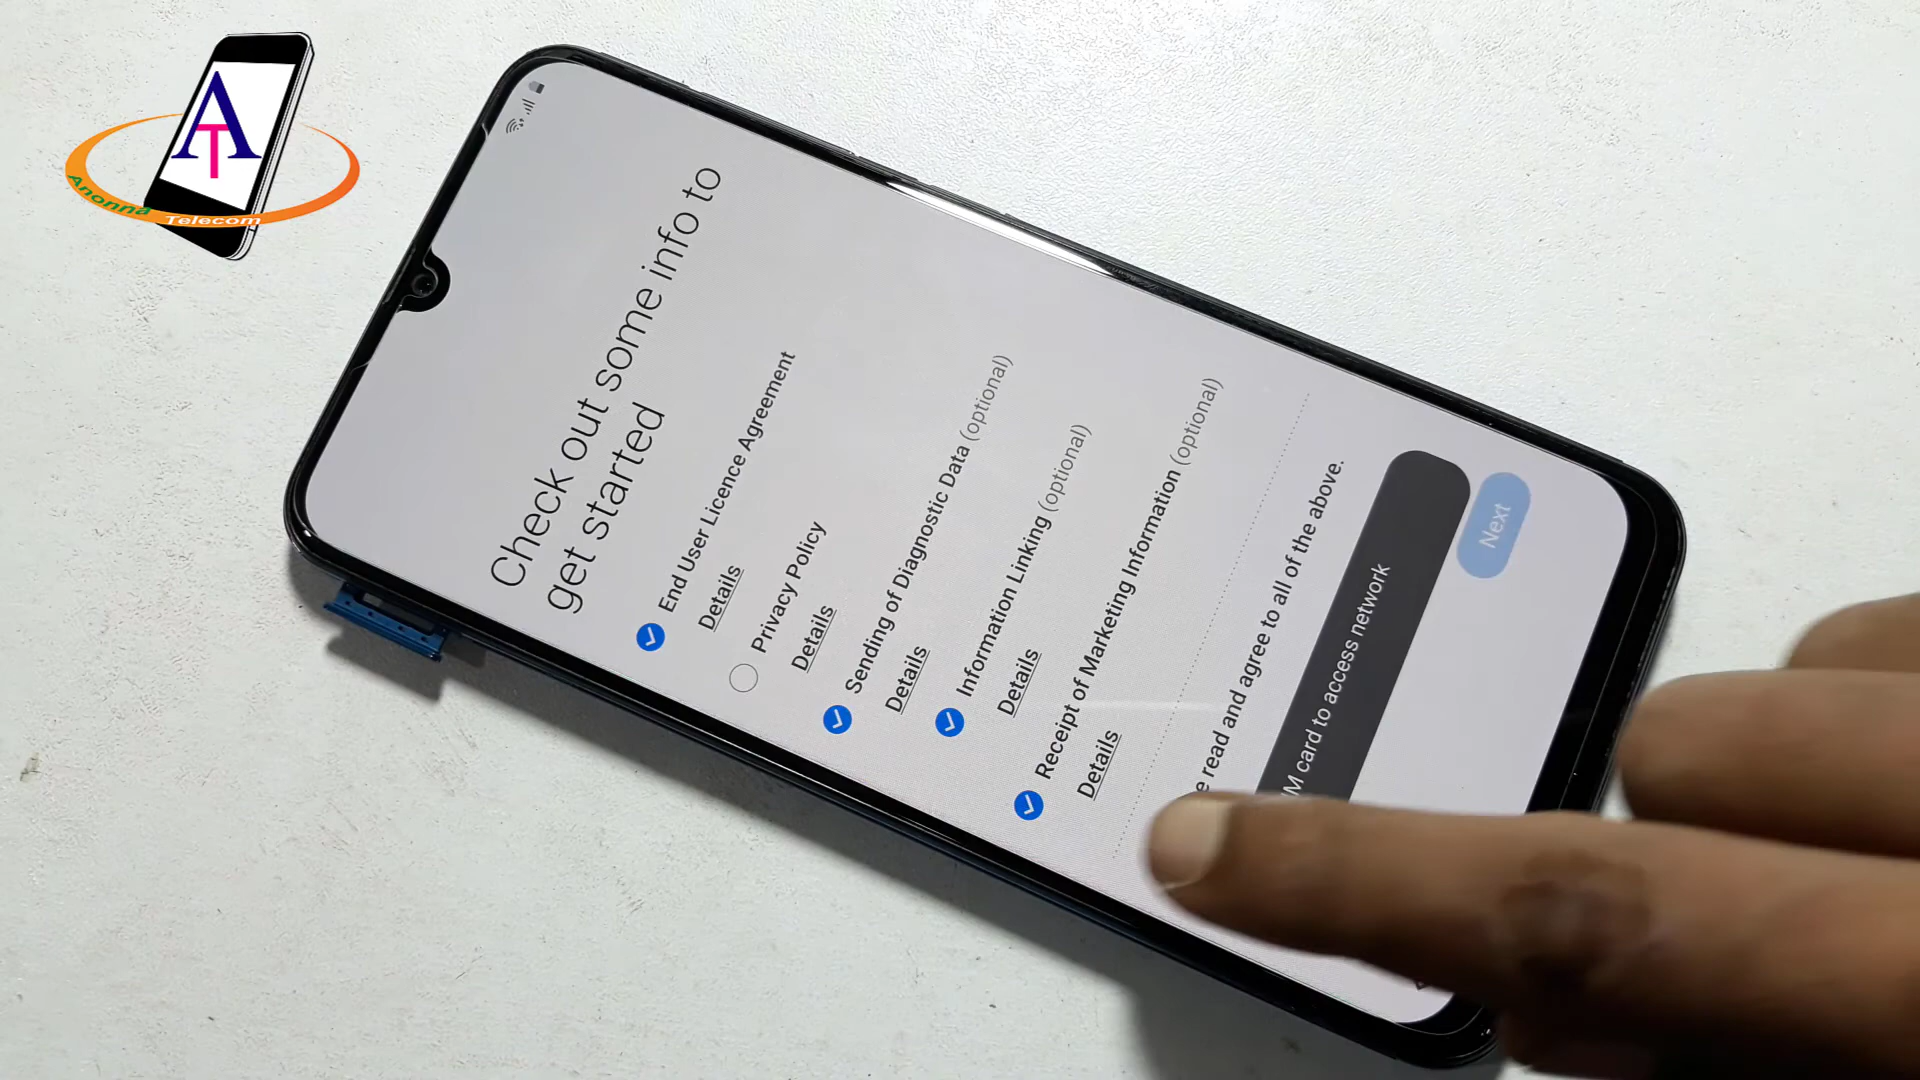 AT
Anonna Telecom
Check out some info to
get started
End User Licence Agreement
Details
Privacy Policy
Details
Sending of Diagnostic Data (optional)
Details
Information Linking (optional)
Details
Receipt of Marketing Information (optional)
Details
read and agree to all of the above.
card to access network
Next